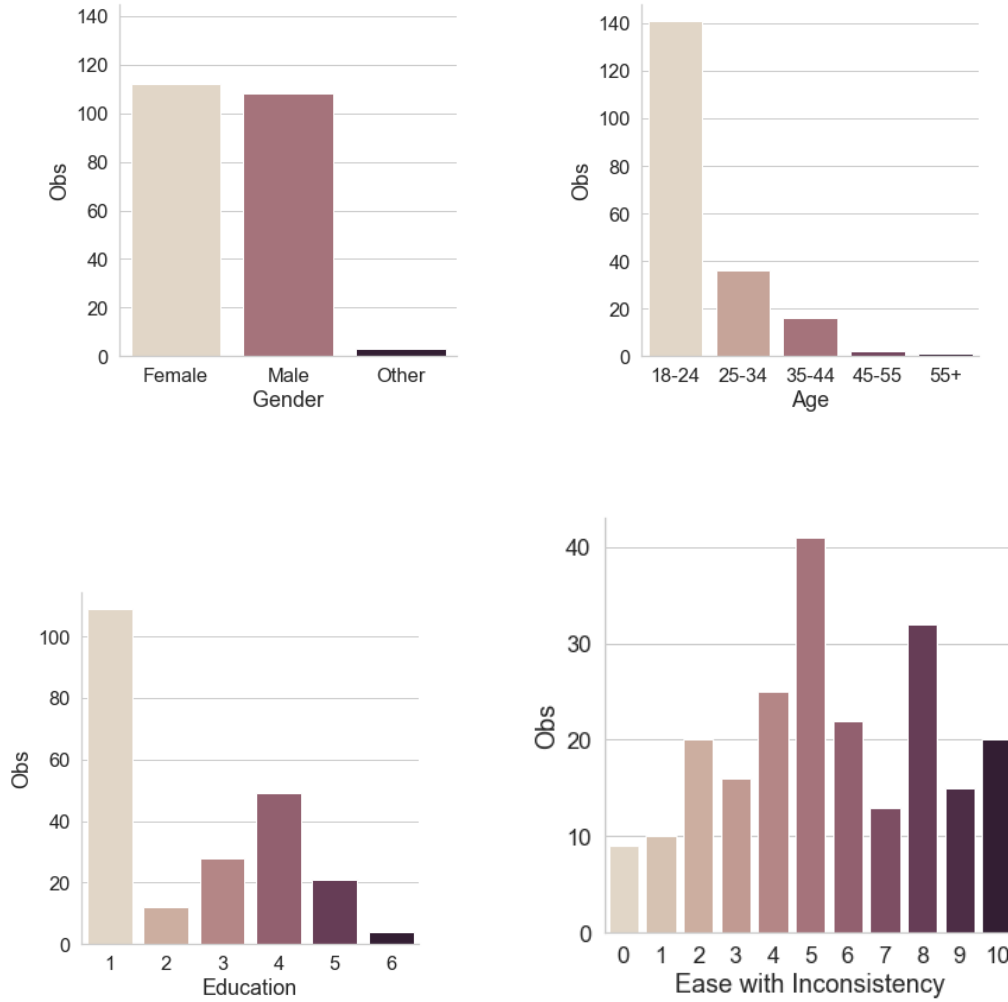 140
120
100
80
60
40
20
0
Obs
Female Male Other
Gender
140
120
100
80
60
40
20
0
Obs
18-24 25-34 35-44 45-55 55+
Age
100
80
60
40
20
0
Obs
1 2 3 4 5 6
Education
40
30
20
10
0
Obs
0 1 2 3 4 5 6 7 8 9 10
Ease with Inconsistency